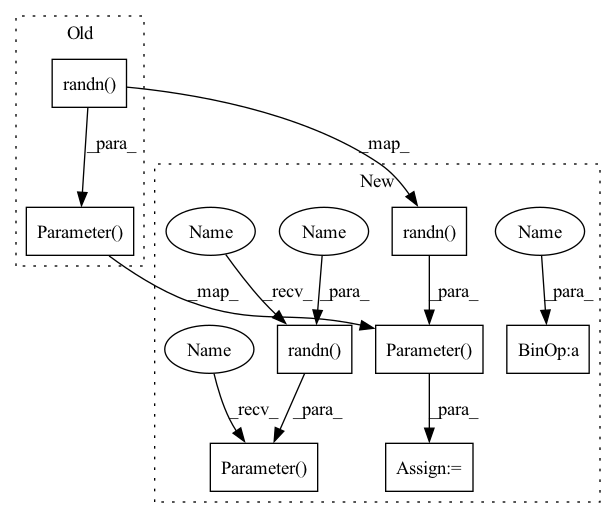 Old
randn()
_para_
_map_
New
Parameter()
Name
Name
randn()
Name
_map_
_recv_
_para_
_para_
_para_
Name
randn()
Parameter()
BinOp:a
_recv_
_para_
_para_
Parameter()
Assign:=